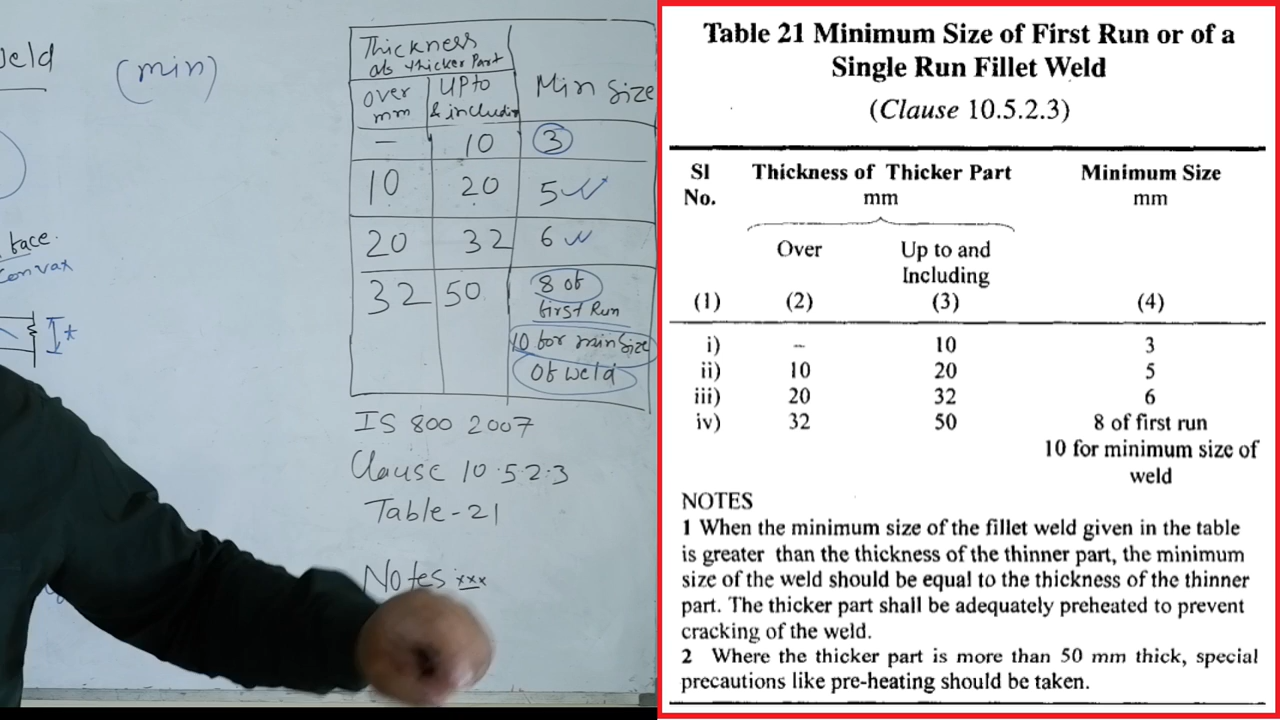 Weld
(min)
face.
Convax
t
Thickness
of thicker Part
over
mm
UPto
& includin
Min Size
— 10 3
10 20 5
20 32 6
32 50 8 of
first Run
10 for min Size
of weld
IS 800 2007
Clause 10.5.2.3
Table-21
Notes xxx
Table 21 Minimum Size of First Run or of a
Single Run Fillet Weld
(Clause 10.5.2.3)
Sl Thickness of Thicker Part Minimum Size
No. mm mm
Over Up to and
Including
(1) (2) (3) (4)
i) – 10 3
ii) 10 20 5
iii) 20 32 6
iv) 32 50 8 of first run
10 for minimum size of
weld
NOTES
1 When the minimum size of the fillet weld given in the table
is greater than the thickness of the thinner part, the minimum
size of the weld should be equal to the thickness of the thinner
part. The thicker part shall be adequately preheated to prevent
cracking of the weld.
2 Where the thicker part is more than 50 mm thick, special
precautions like pre-heating should be taken.